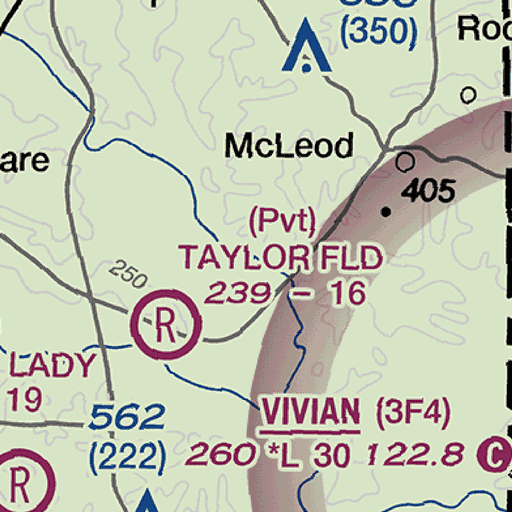 (350)
McLeod
are
405
(Pvt)
TAYLOR FLD
239 – 16
250
R
LADY
19
VIVIAN (3F4)
562
(222)
260 *L 30 122.8 C
R